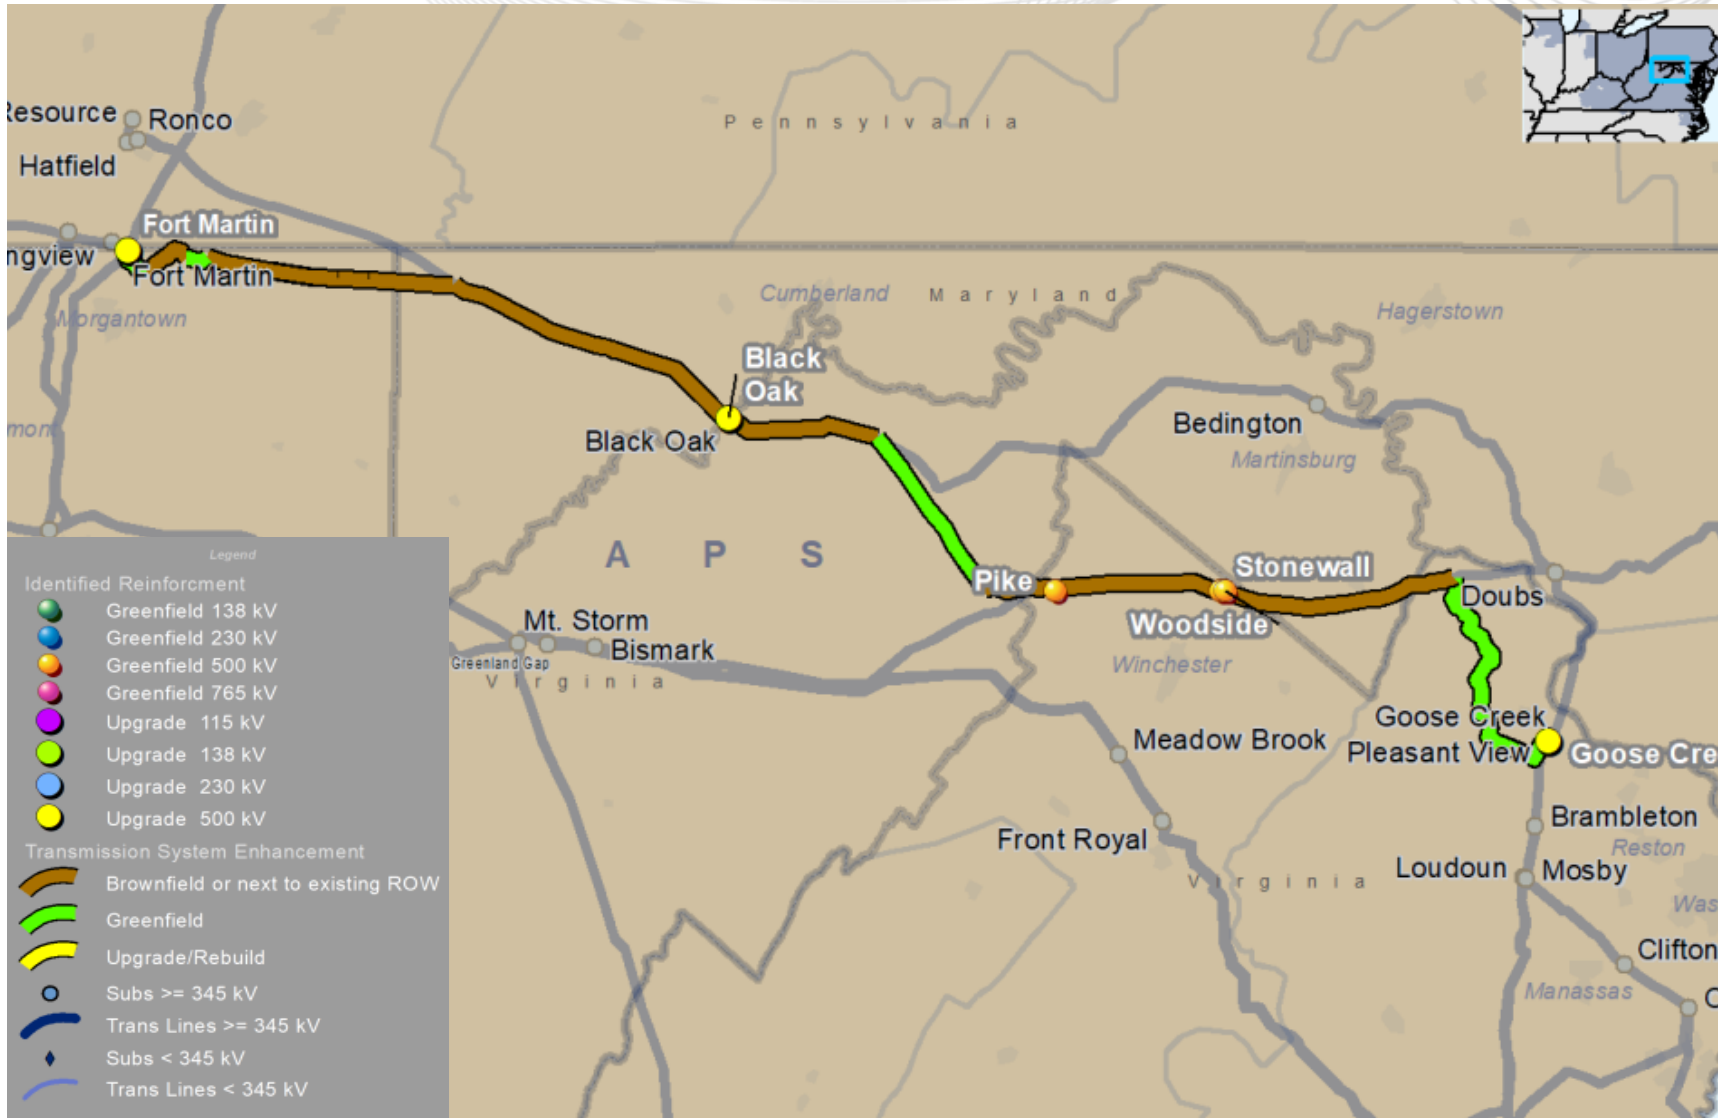 Pennsylvania
Resource
Ronco
Hatfield
Fort Martin
ngview
Fort Martin
Morgantown
Cumberland
Maryland
Hagerstown
Black
Oak
Black Oak
mont
Bedington
Martinsburg
A P S
Pike
Stonewall
Woodside
Doubs
Winchester
Mt. Storm
Bismark
Greenland Gap
Virginia
Goose Creek
Pleasant View
Goose Cre
Meadow Brook
Front Royal
Virginia
Brambleton
Reston
Loudoun
Mosby
Was
Clifton
Manassas
C
Legend
Identified Reinforcment
Greenfield 138 kV
Greenfield 230 kV
Greenfield 500 kV
Greenfield 765 kV
Upgrade 115 kV
Upgrade 138 kV
Upgrade 230 kV
Upgrade 500 kV
Transmission System Enhancement
Brownfield or next to existing ROW
Greenfield
Upgrade/Rebuild
Subs >= 345 kV
Trans Lines >= 345 kV
Subs < 345 kV
Trans Lines < 345 kV